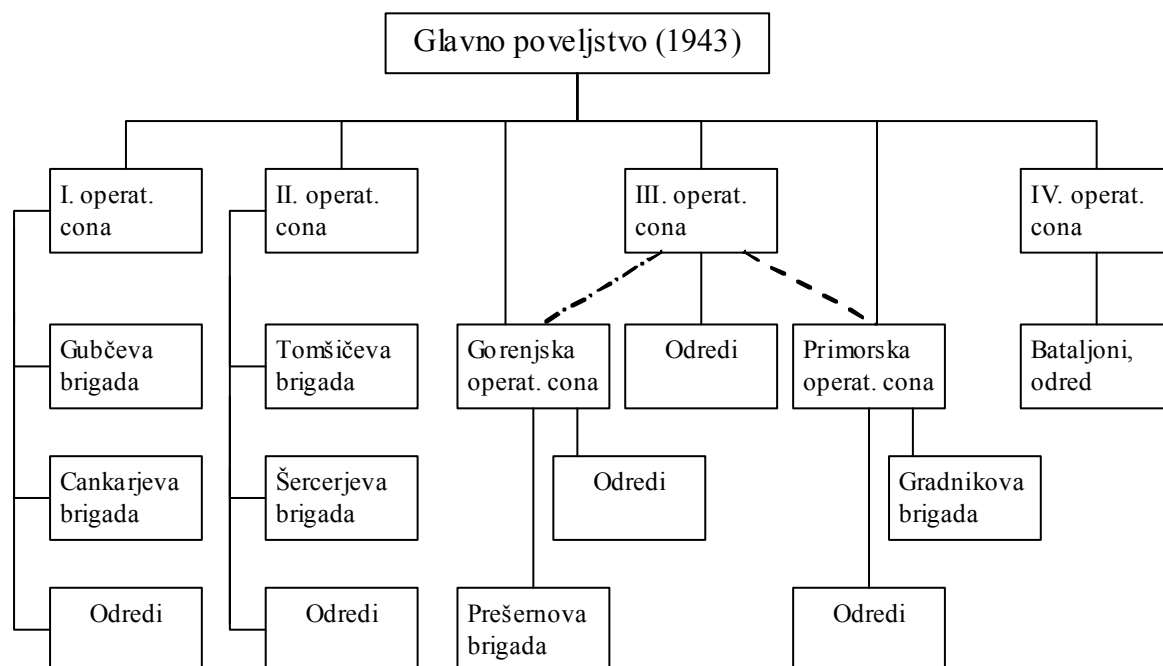 Glavno poveljstvo (1943)
I. operat.
cona
II. operat.
cona
III. operat.
cona
IV. operat.
cona
Gubčeva
brigada
Tomšičeva
brigada
Gorenjska
operat. cona
Odredi
Primorska
operat. cona
Bataljoni,
odred
Cankarjeva
brigada
Šercerjeva
brigada
Odredi
Gradnikova
brigada
Odredi
Odredi
Prešernova
brigada
Odredi